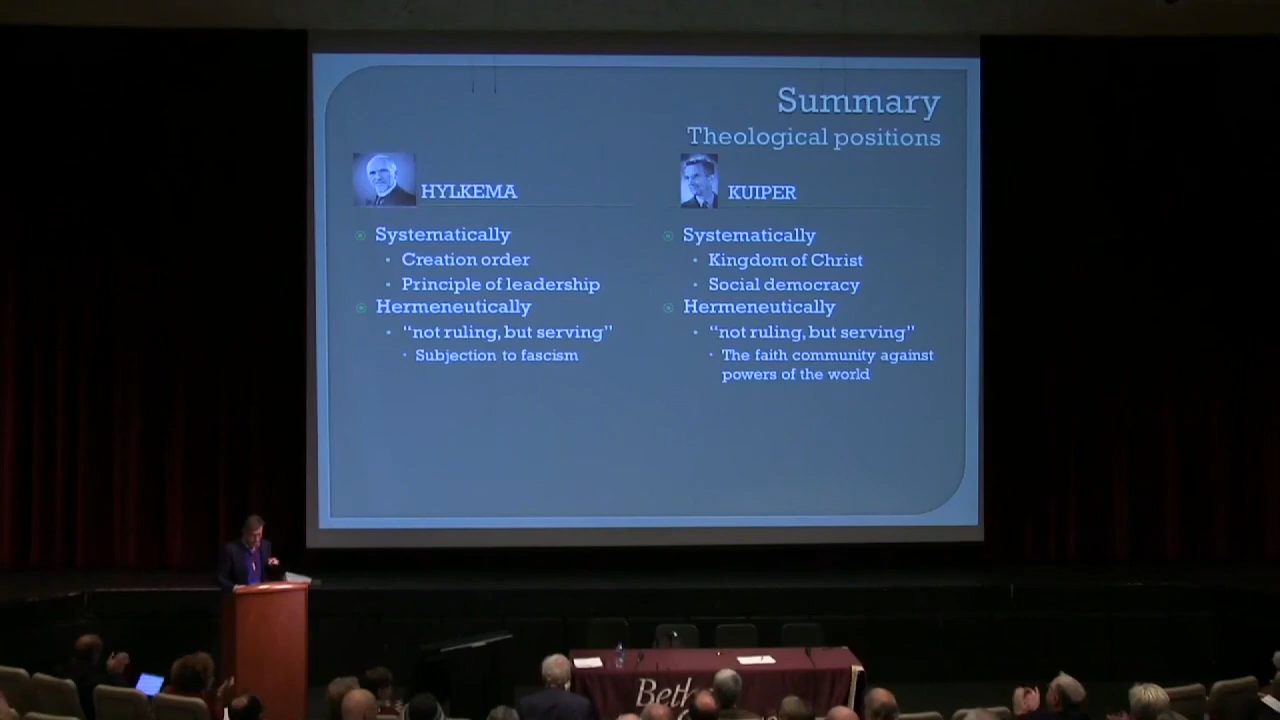 Summary
Theological positions
HYLKEMA
Systematically
Creation order
Principle of leadership
Hermeneutically
“not ruling, but serving”
Subjection to fascism
KUIPER
Systematically
Kingdom of Christ
Social democracy
Hermeneutically
“not ruling, but serving”
The faith community against
powers of the world